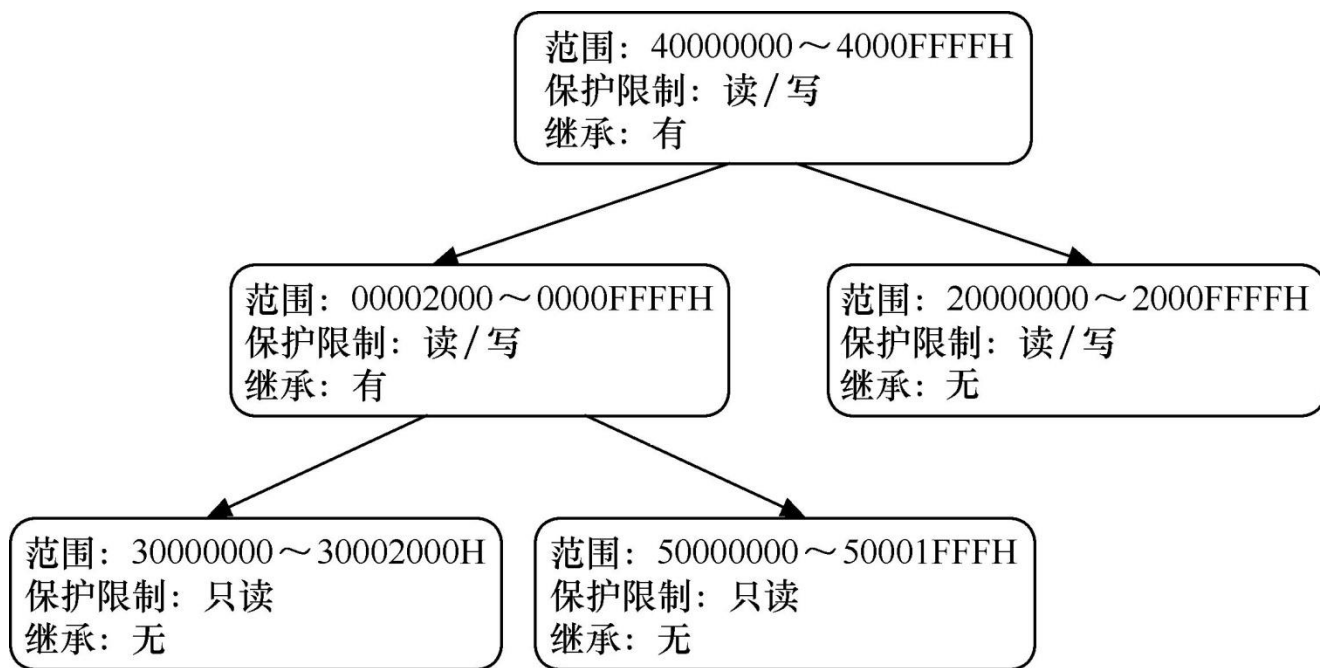 范围：40000000～4000FFFFH
保护限制：读/写
继承：有
范围：00002000～0000FFFFH
保护限制：读/写
继承：有
范围：20000000～2000FFFFH
保护限制：读/写
继承：无
范围：30000000～30002000H
保护限制：只读
继承：无
范围：50000000～50001FFFH
保护限制：只读
继承：无